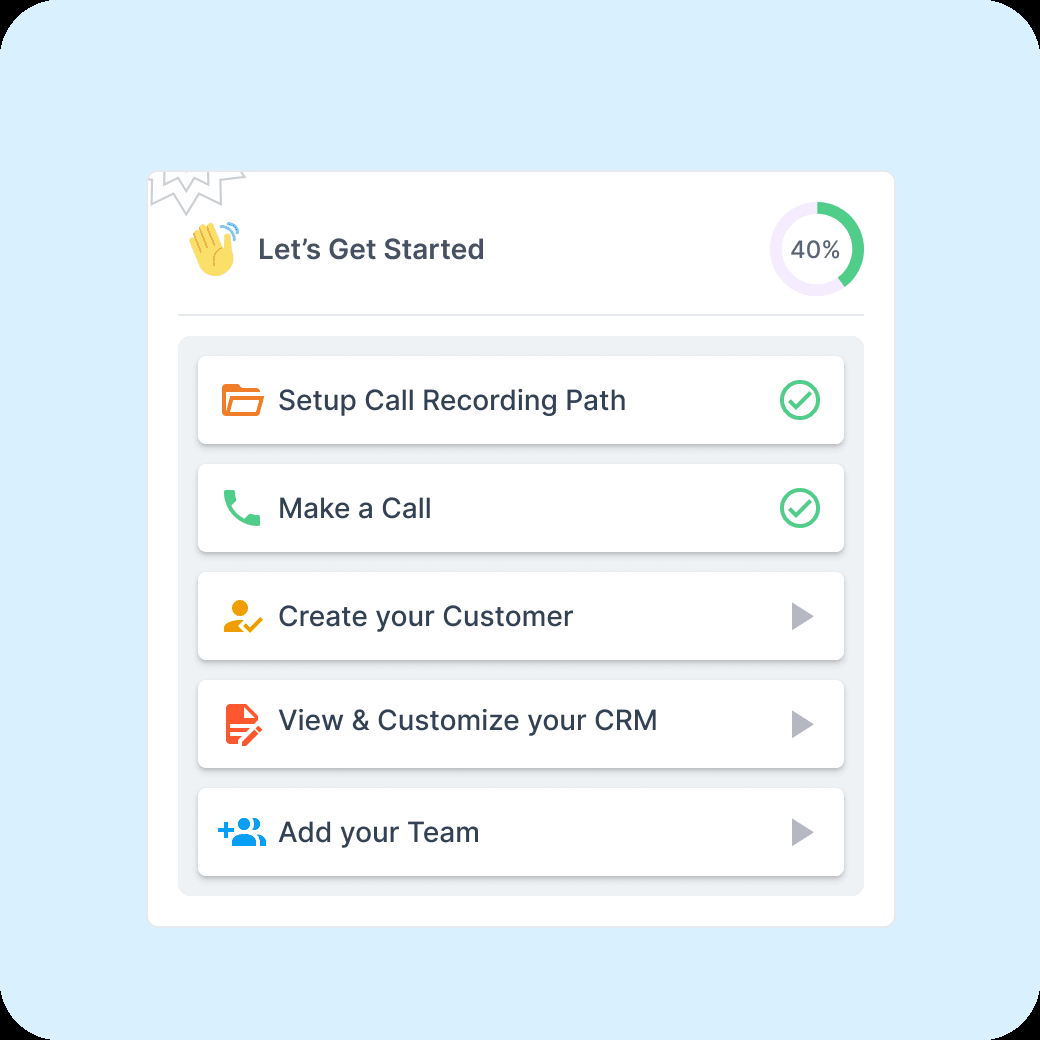 Let’s Get Started
40%
Setup Call Recording Path
Make a Call
Create your Customer
View & Customize your CRM
Add your Team